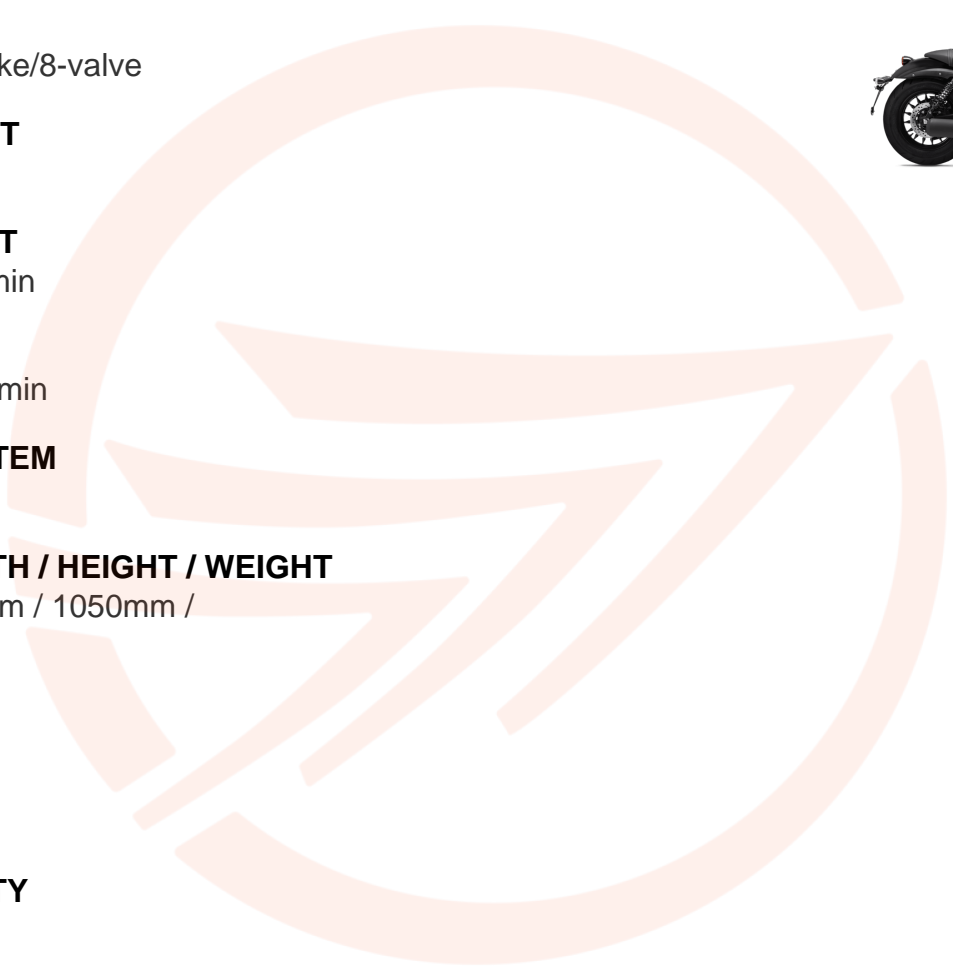 ke/8-valve
T
T
nin
min
TEM
TH / HEIGHT / WEIGHT
m / 1050mm /
TY